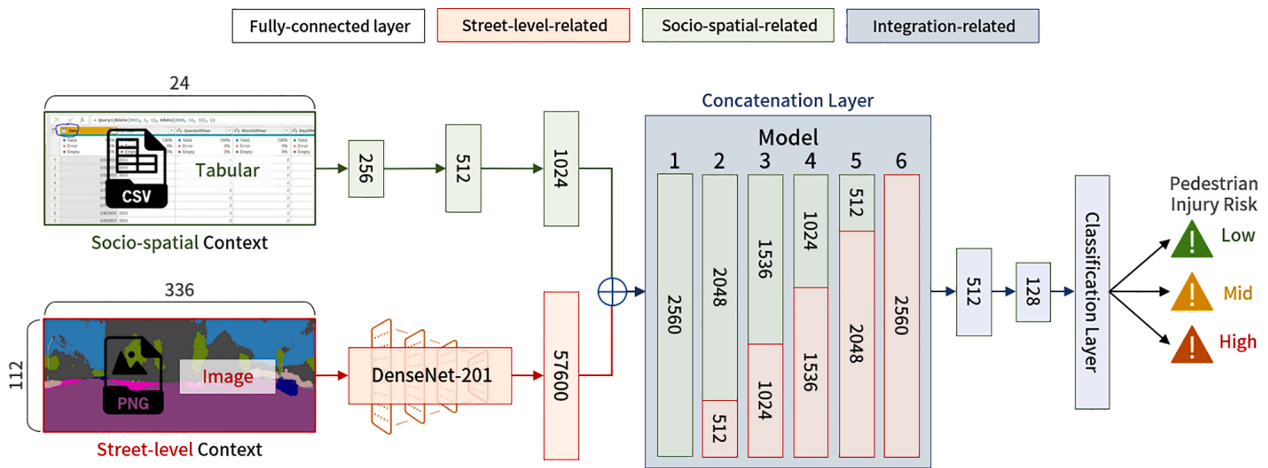 Fully-connected layer
Street-level-related
Socio-spatial-related
Integration-related
24
CSV
Tabular
Socio-spatial Context
256
512
1024
336
112
PNG
Image
Street-level Context
DenseNet-201
57600
Concatenation Layer
Model
1 2 3 4 5 6
2560
2048
512
1536
1024
1024
1536
512
2048
2560
512
128
Classification Layer
Pedestrian
Injury Risk
Low
Mid
High